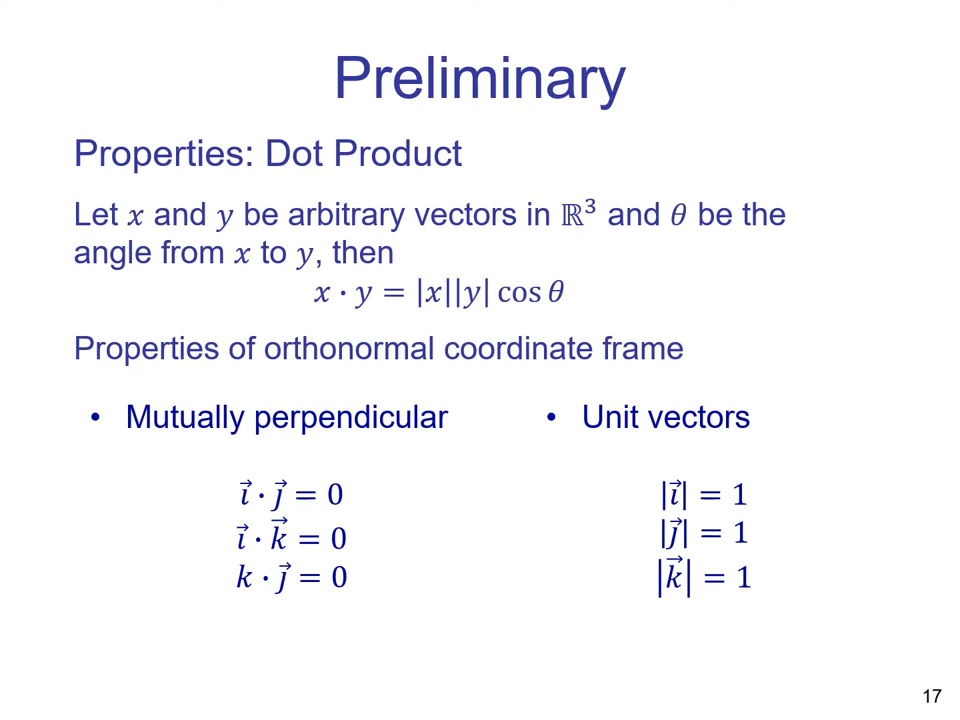 Preliminary
Properties: Dot Product
Let 𝑥 and 𝑦 be arbitrary vectors in ℝ³ and 𝜃 be the
angle from 𝑥 to 𝑦, then
𝑥 · 𝑦 = |𝑥||𝑦| cos 𝜃
Properties of orthonormal coordinate frame
• Mutually perpendicular
• Unit vectors
𝚤⃗ · 𝚥⃗ = 0
𝚤⃗ · 𝑘⃗ = 0
𝑘 · 𝚥⃗ = 0
|𝚤⃗| = 1
|𝚥⃗| = 1
|𝑘⃗| = 1
17